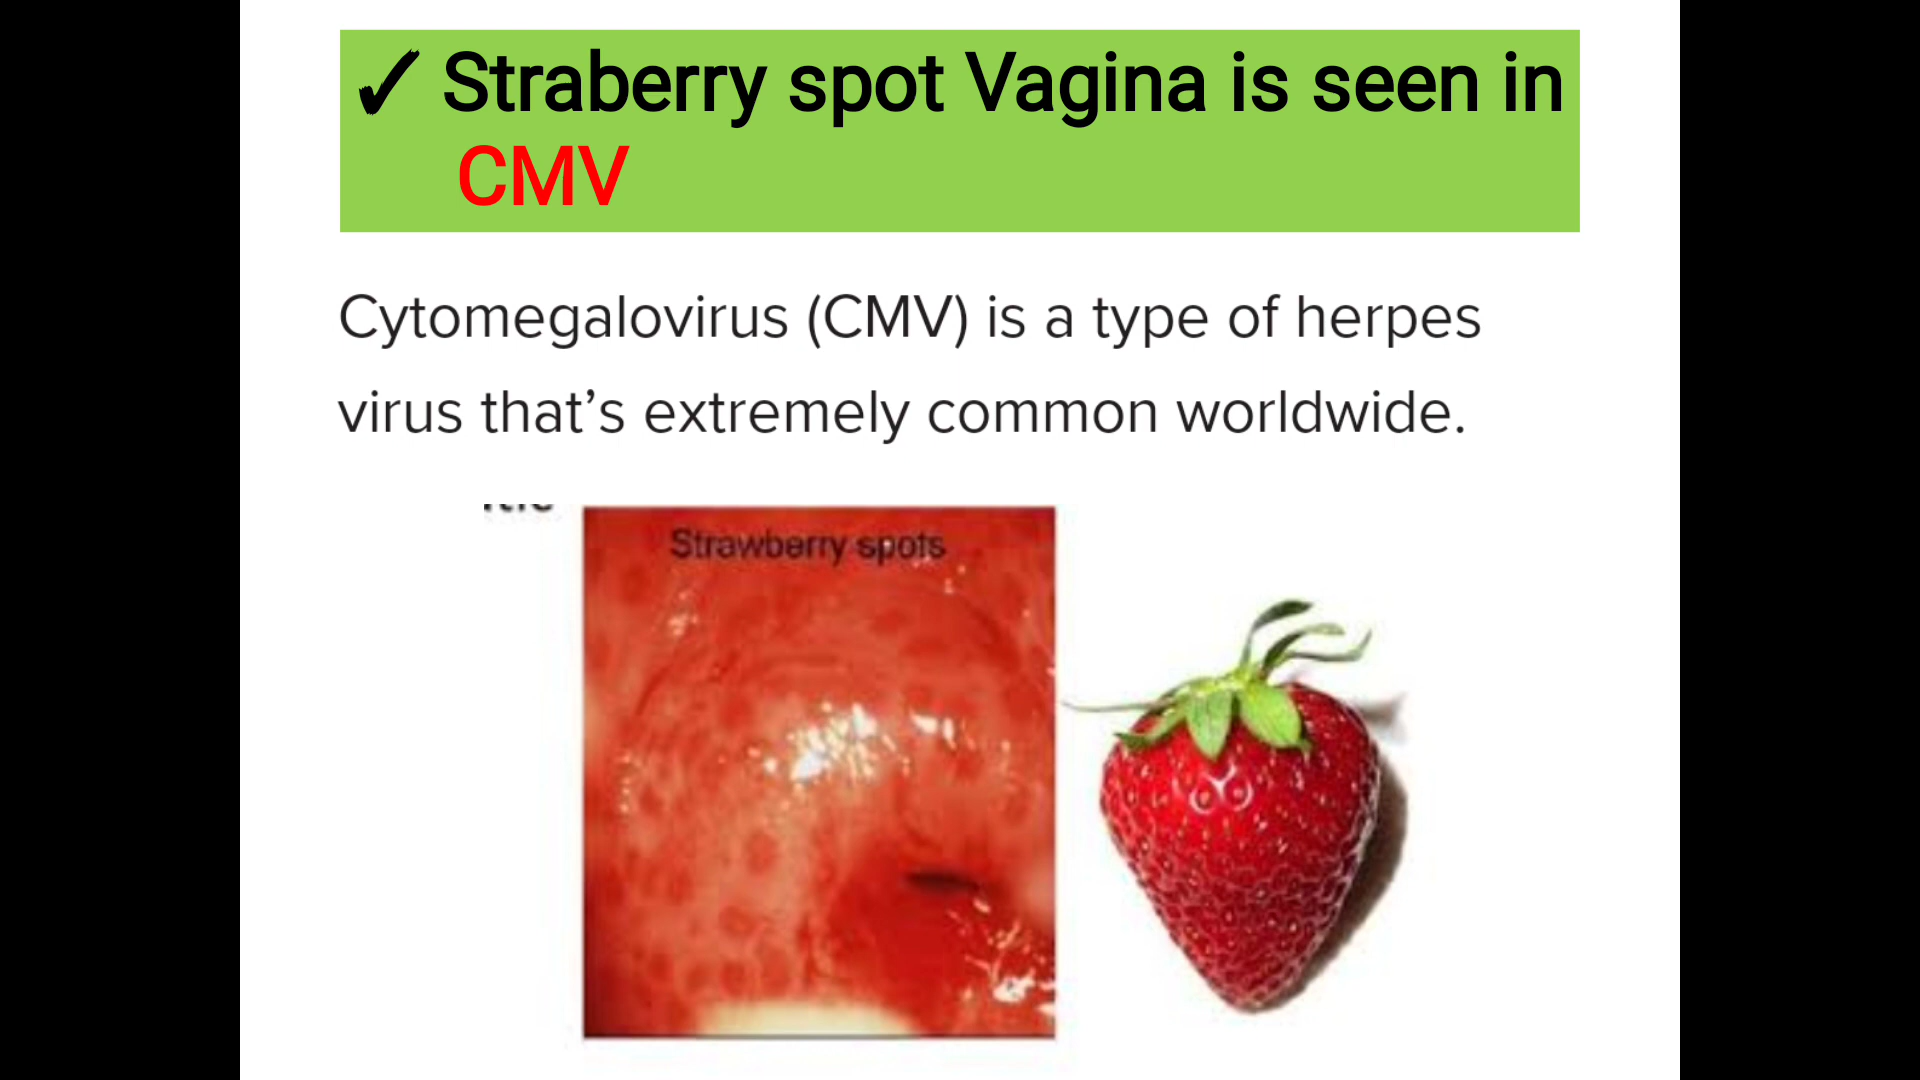 ✓ Straberry spot Vagina is seen in
CMV
Cytomegalovirus (CMV) is a type of herpes
virus that’s extremely common worldwide.
Strawberry spots